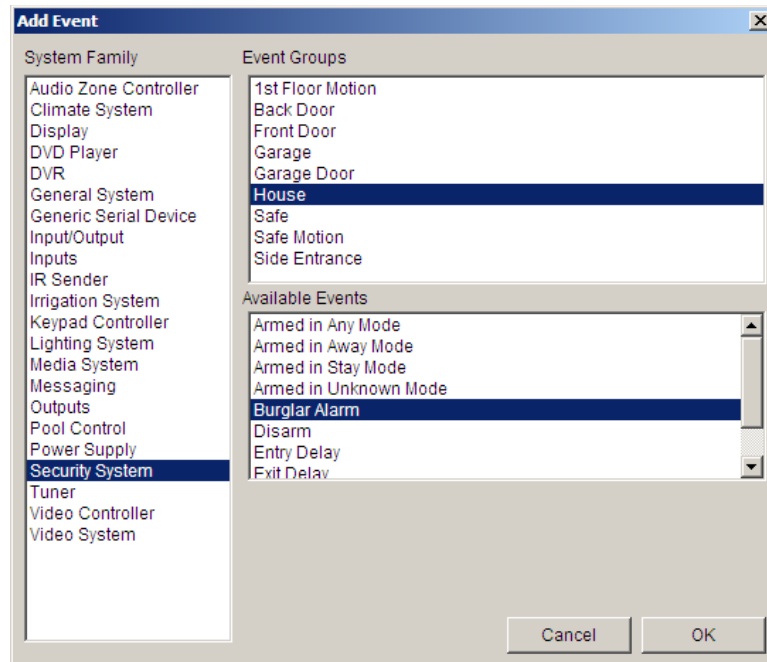 Add Event
System Family
Audio Zone Controller
Climate System
Display
DVD Player
DVR
General System
Generic Serial Device
Input/Output
Inputs
IR Sender
Irrigation System
Keypad Controller
Lighting System
Media System
Messaging
Outputs
Pool Control
Power Supply
Security System
Tuner
Video Controller
Video System
Event Groups
1st Floor Motion
Back Door
Front Door
Garage
Garage Door
House
Safe
Safe Motion
Side Entrance
Available Events
Armed in Any Mode
Armed in Away Mode
Armed in Stay Mode
Armed in Unknown Mode
Burglar Alarm
Disarm
Entry Delay
Exit Delay
Cancel
OK